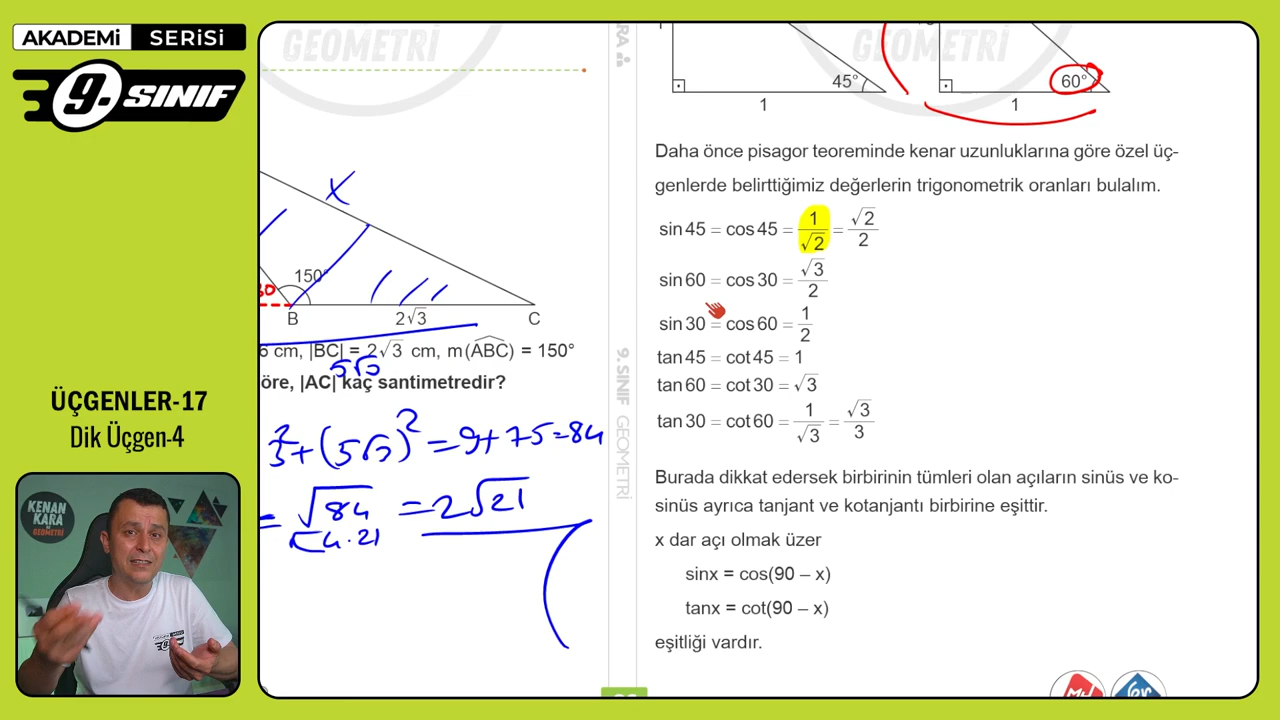 AKADEMİ SERİSİ
9. SINIF
ÜÇGENLER-17
Dik Üçgen-4
KENAN
KARA
GEOMETRİ
GEOMETRİ
x
150°
B
2√3
C
6 cm, |BC| = 2√3 cm, m(ABC) = 150°
5√3
öre, |AC| kaç santimetredir?
3² + (5√3)² = 9 + 75 = 84
= √84 = 2√21
√4.21
9. SINIF GEOMETRİ
GEOMETRİ
45°
1
60°
1
Daha önce pisagor teoreminde kenar uzunluklarına göre özel üç-
genlerde belirttiğimiz değerlerin trigonometrik oranları bulalım.
sin 45 = cos 45 = 1/√2 = √2/2
sin 60 = cos 30 = √3/2
sin 30 = cos 60 = 1/2
tan 45 = cot 45 = 1
tan 60 = cot 30 = √3
tan 30 = cot 60 = 1/√3 = √3/3
Burada dikkat edersek birbirinin tümleri olan açıların sinüs ve ko-
sinüs ayrıca tanjant ve kotanjantı birbirine eşittir.
x dar açı olmak üzer
sinx = cos(90 – x)
tanx = cot(90 – x)
eşitliği vardır.